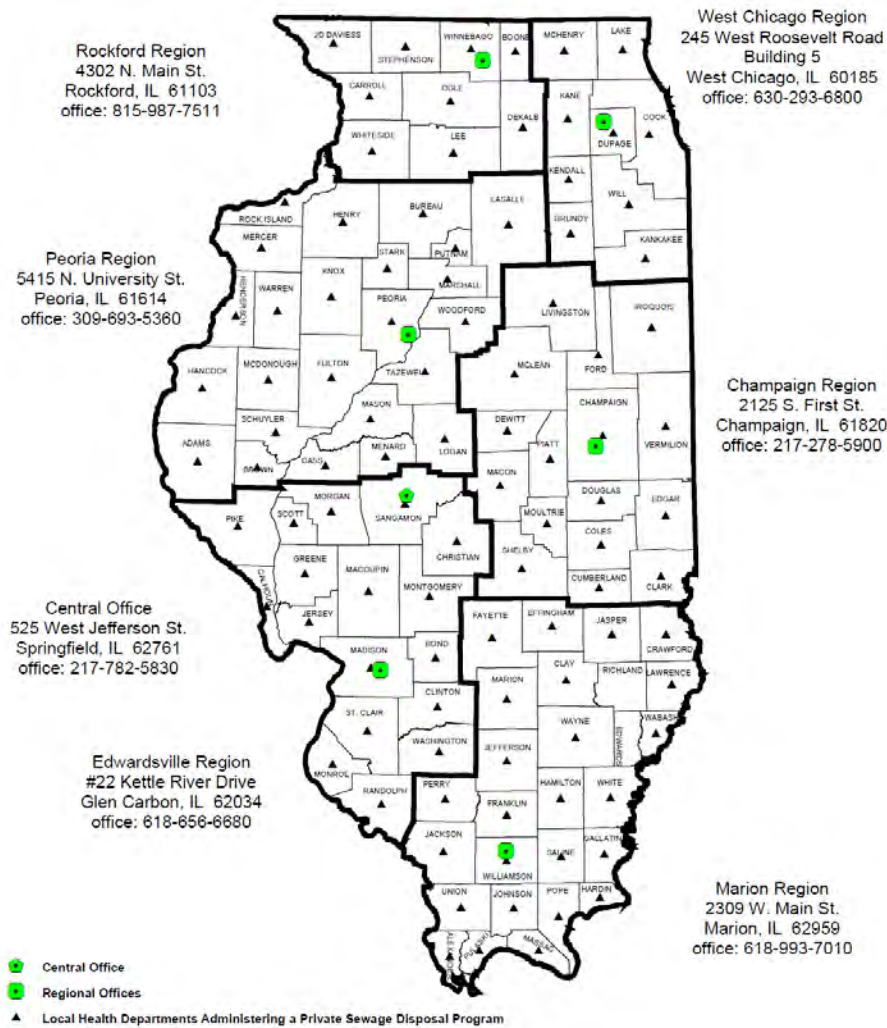 West Chicago Region
245 West Roosevelt Road
Building 5
West Chicago, IL 60185
office: 630-293-6800
Rockford Region
4302 N. Main St.
Rockford, IL 61103
office: 815-987-7511
JO DAVIESS
STEPHENSON
WINNEBAGO
BOONE
MCHENRY
LAKE
CARROLL
OGLE
DEKALB
KANE
COOK
DUPAGE
WHITESIDE
LEE
KENDALL
WILL
GRUNDY
KANKAKEE
ROCK ISLAND
HENRY
BUREAU
LASALLE
MERCER
STARK
PUTNAM
Peoria Region
5415 N. University St.
Peoria, IL 61614
office: 309-693-5360
HENDERSON
WARREN
KNOX
PEORIA
MARSHALL
WOODFORD
LIVINGSTON
IROQUOIS
FORD
HANCOCK
MCDONOUGH
FULTON
TAZEWELL
MCLEAN
Champaign Region
2125 S. First St.
Champaign, IL 61820
office: 217-278-5900
CHAMPAIGN
VERMILION
MASON
DEWITT
PIATT
SCHUYLER
ADAMS
BROWN
CASS
MENARD
LOGAN
MACON
DOUGLAS
EDGAR
MOULTRIE
COLES
SHELBY
CUMBERLAND
CLARK
PIKE
SCOTT
MORGAN
SANGAMON
CHRISTIAN
GREENE
MACOUPIN
MONTGOMERY
CALHOUN
JERSEY
Central Office
525 West Jefferson St.
Springfield, IL 62761
office: 217-782-5830
MADISON
BOND
FAYETTE
EFFINGHAM
JASPER
CRAWFORD
CLAY
RICHLAND
LAWRENCE
MARION
CLINTON
ST. CLAIR
WASHINGTON
WAYNE
EDWARDS
WABASH
JEFFERSON
Edwardsville Region
#22 Kettle River Drive
Glen Carbon, IL 62034
office: 618-656-6680
MONROE
RANDOLPH
PERRY
HAMILTON
WHITE
FRANKLIN
JACKSON
WILLIAMSON
SALINE
GALLATIN
UNION
JOHNSON
POPE
HARDIN
ALEXANDER
PULASKI
MASSAC
Marion Region
2309 W. Main St.
Marion, IL 62959
office: 618-993-7010
Central Office
Regional Offices
Local Health Departments Administering a Private Sewage Disposal Program